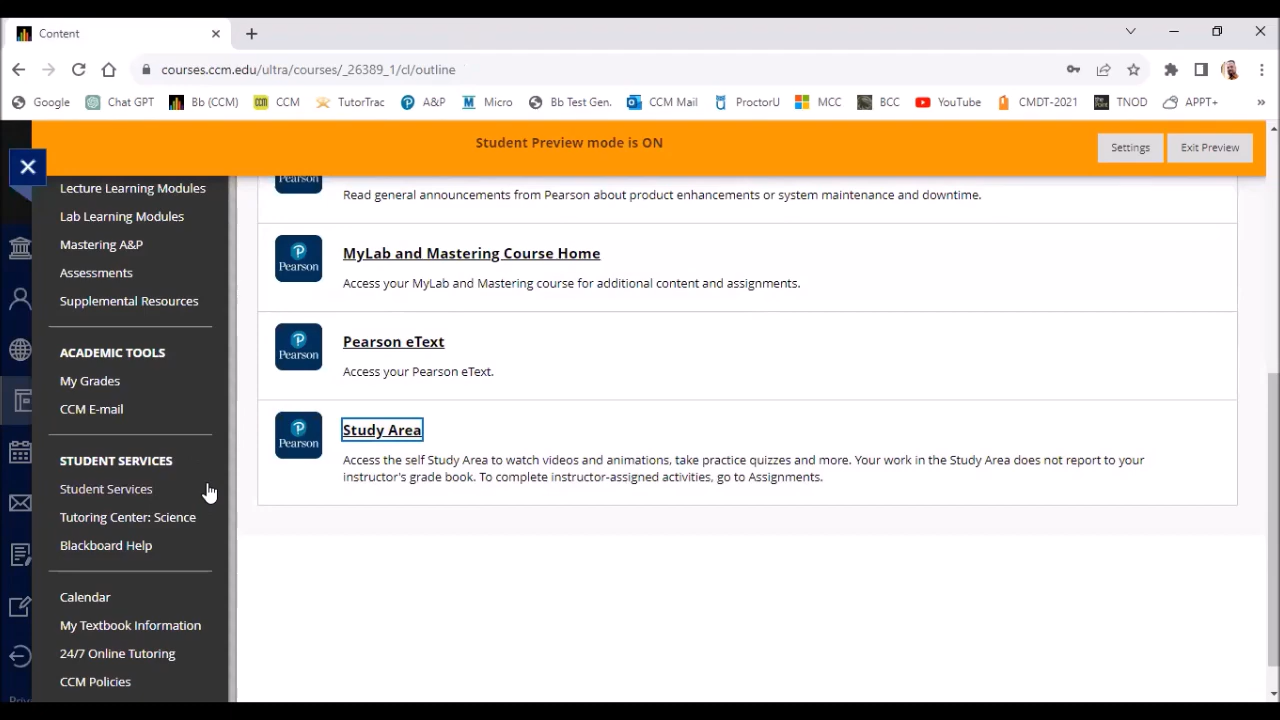 Content
courses.ccm.edu/ultra/courses/_26389_1/cl/outline
Google
Chat GPT
Bb (CCM)
CCM
TutorTrac
A&P
Micro
Bb Test Gen.
CCM Mail
ProctorU
MCC
BCC
YouTube
CMDT-2021
TNOD
APPT+
»
Student Preview mode is ON
Settings
Exit Preview
Lecture Learning Modules
Lab Learning Modules
Mastering A&P
Assessments
Supplemental Resources
ACADEMIC TOOLS
My Grades
CCM E-mail
STUDENT SERVICES
Student Services
Tutoring Center: Science
Blackboard Help
Calendar
My Textbook Information
24/7 Online Tutoring
CCM Policies
Pearson
Read general announcements from Pearson about product enhancements or system maintenance and downtime.
Pearson
MyLab and Mastering Course Home
Access your MyLab and Mastering course for additional content and assignments.
Pearson
Pearson eText
Access your Pearson eText.
Pearson
Study Area
Access the self Study Area to watch videos and animations, take practice quizzes and more. Your work in the Study Area does not report to your
instructor's grade book. To complete instructor-assigned activities, go to Assignments.